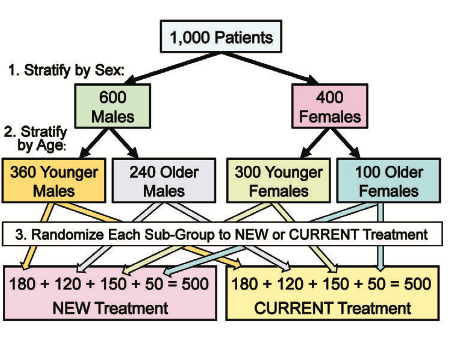 1,000 Patients
1. Stratify by Sex:
600
Males
400
Females
2. Stratify
by Age:
360 Younger
Males
240 Older
Males
300 Younger
Females
100 Older
Females
3. Randomize Each Sub-Group to NEW or CURRENT Treatment
180 + 120 + 150 + 50 = 500
NEW Treatment
180 + 120 + 150 + 50 = 500
CURRENT Treatment